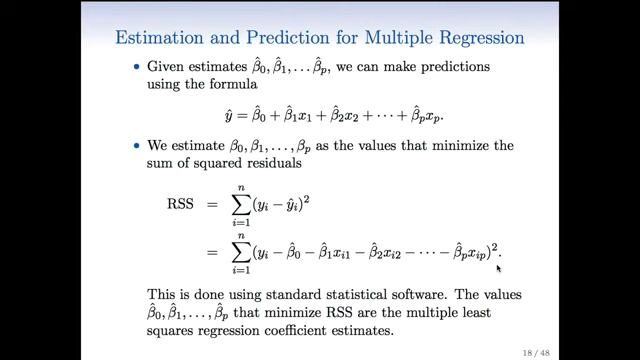 Estimation and Prediction for Multiple Regression
• Given estimates β̂₀, β̂₁, … β̂ₚ, we can make predictions
using the formula
ŷ = β̂₀ + β̂₁x₁ + β̂₂x₂ + ⋯ + β̂ₚxₚ.
• We estimate β₀, β₁, …, βₚ as the values that minimize the
sum of squared residuals
RSS = ∑ᵢ₌₁ⁿ (yᵢ − ŷᵢ)²
= ∑ᵢ₌₁ⁿ (yᵢ − β̂₀ − β̂₁xᵢ₁ − β̂₂xᵢ₂ − ⋯ − β̂ₚxᵢₚ)².
This is done using standard statistical software. The values
β̂₀, β̂₁, …, β̂ₚ that minimize RSS are the multiple least
squares regression coefficient estimates.
18 / 48